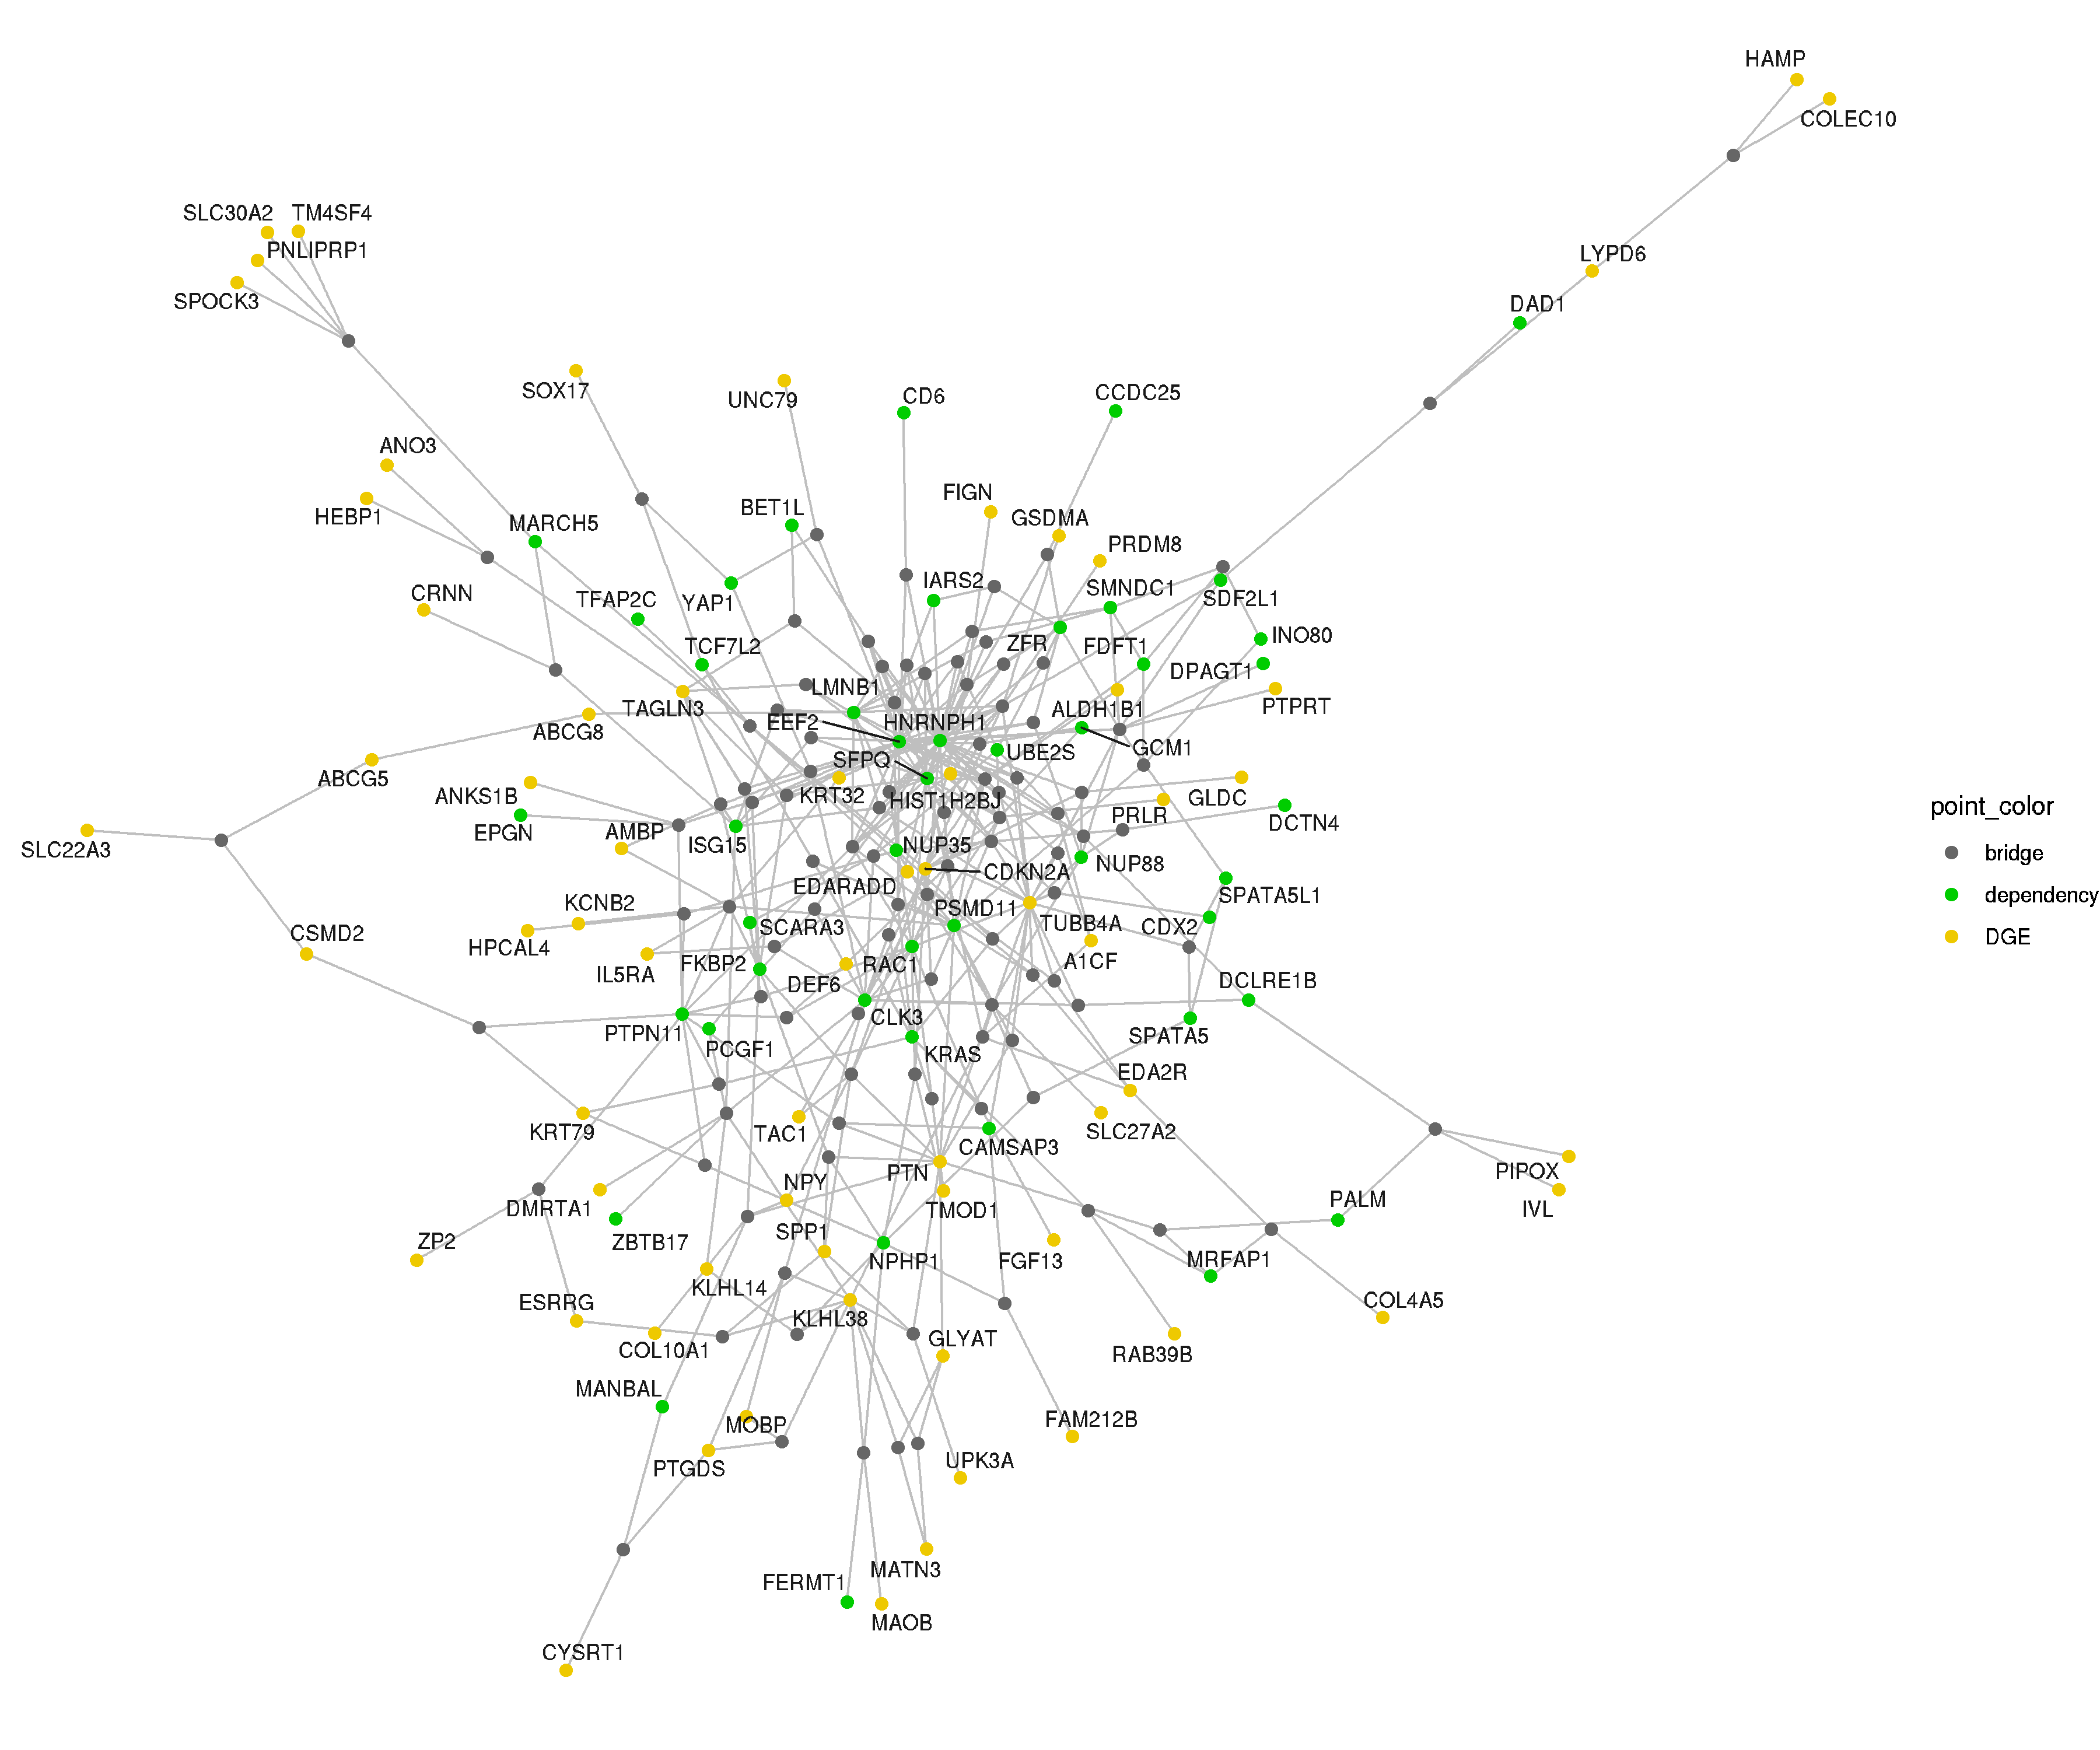 HAMP
COLEC10
SLC30A2
TM4SF4
PNLIPRP1
SPOCK3
LYPD6
DAD1
SOX17
UNC79
CD6
CCDC25
ANO3
HEBP1
MARCH5
BET1L
FIGN
GSDMA
PRDM8
CRNN
TFAP2C
YAP1
IARS2
SMNDC1
SDF2L1
TCF7L2
ZFR
FDFT1
INO80
DPAGT1
LMNB1
TAGLN3
EEF2
HNRNPH1
ALDH1B1
PTPRT
ABCG8
ABCG5
SFPQ
UBE2S
GCM1
ANKS1B
KRT32
HIST1H2BJ
PRLR
GLDC
EPGN
AMBP
ISG15
DCTN4
SLC22A3
NUP35
NUP88
EDARADD
CDKN2A
KCNB2
PSMD11
SPATA5L1
CSMD2
HPCAL4
SCARA3
TUBB4A
CDX2
IL5RA
FKBP2
DEF6
RAC1
A1CF
DCLRE1B
PTPN11
PCGF1
CLK3
KRAS
SPATA5
EDA2R
KRT79
TAC1
CAMSAP3
SLC27A2
NPY
PTN
PIPOX
DMRTA1
TMOD1
PALM
IVL
ZP2
ZBTB17
SPP1
NPHP1
FGF13
MRFAP1
KLHL14
ESRRG
COL4A5
KLHL38
COL10A1
GLYAT
RAB39B
MANBAL
MOBP
FAM212B
PTGDS
UPK3A
FERMT1
MATN3
MAOB
CYSRT1
point_color
bridge
dependency
DGE